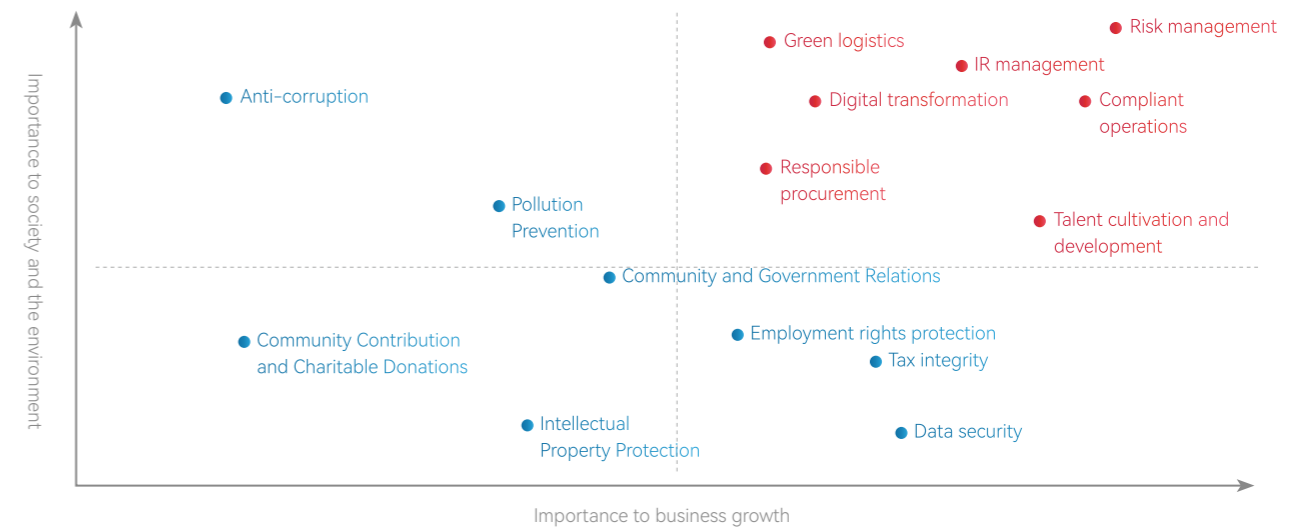 Risk management
Green logistics
IR management
Anti-corruption
Digital transformation
Compliant
operations
Responsible
procurement
Pollution
Prevention
Talent cultivation and
development
Community and Government Relations
Employment rights protection
Community Contribution
and Charitable Donations
Tax integrity
Intellectual
Property Protection
Data security
Importance to society and the environment
Importance to business growth